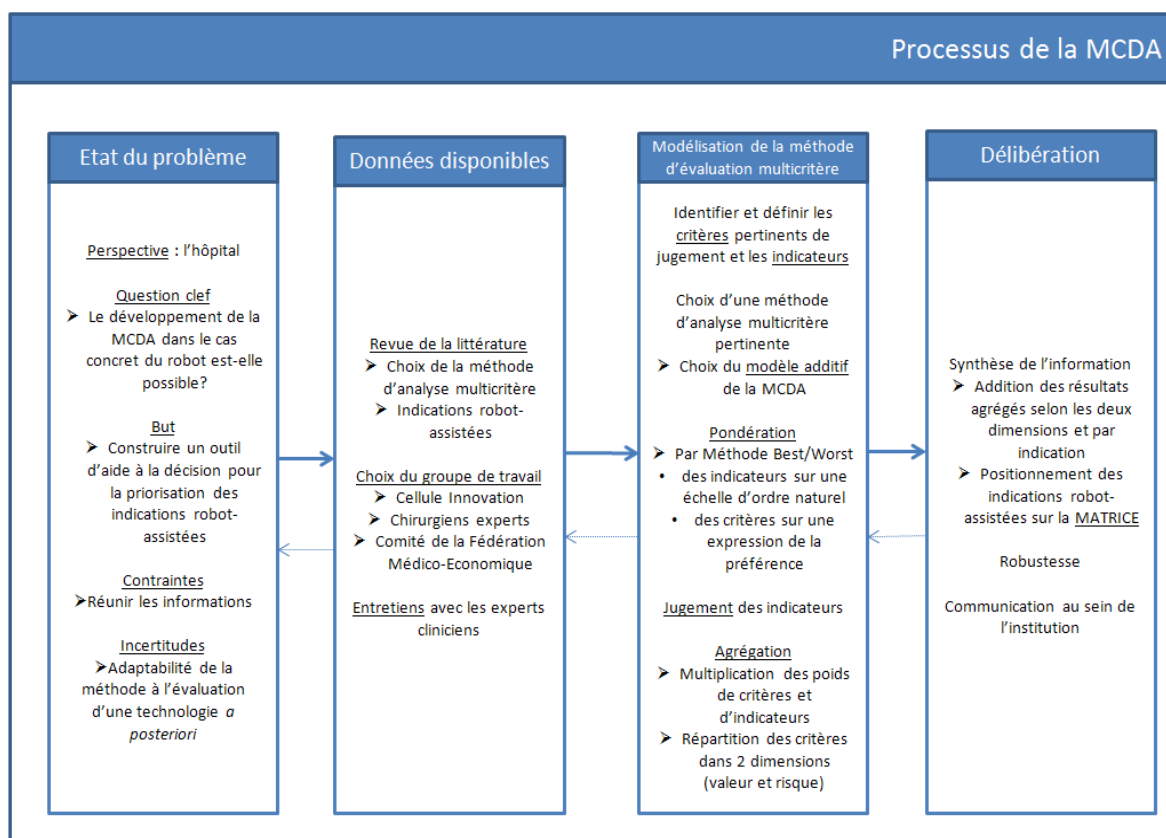 Processus de la MCDA
Etat du problème
Perspective : l'hôpital
Question clef
➢ Le développement de la
MCDA dans le cas
concret du robot est-elle
possible?
But
➢ Construire un outil
d'aide à la décision pour
la priorisation des
indications robot-
assistées
Contraintes
➢Réunir les informations
Incertitudes
➢Adaptabilité de la
méthode à l'évaluation
d'une technologie a
posteriori
Données disponibles
Revue de la littérature
➢ Choix de la méthode
d'analyse multicritère
➢ Indications robot-
assistées
Choix du groupe de travail
➢ Cellule Innovation
➢ Chirurgiens experts
➢ Comité de la Fédération
Médico-Economique
Entretiens avec les experts
cliniciens
Modélisation de la méthode
d'évaluation multicritère
Identifier et définir les
critères pertinents de
jugement et les indicateurs
Choix d'une méthode
d'analyse multicritère
pertinente
➢ Choix du modèle additif
de la MCDA
Pondération
➢ Par Méthode Best/Worst
• des indicateurs sur une
échelle d'ordre naturel
• des critères sur une
expression de la
préférence
Jugement des indicateurs
Agrégation
➢ Multiplication des poids
de critères et
d'indicateurs
➢ Répartition des critères
dans 2 dimensions
(valeur et risque)
Délibération
Synthèse de l'information
➢ Addition des résultats
agrégés selon les deux
dimensions et par
indication
➢ Positionnement des
indications robot-
assistées sur la MATRICE
Robustesse
Communication au sein de
l'institution